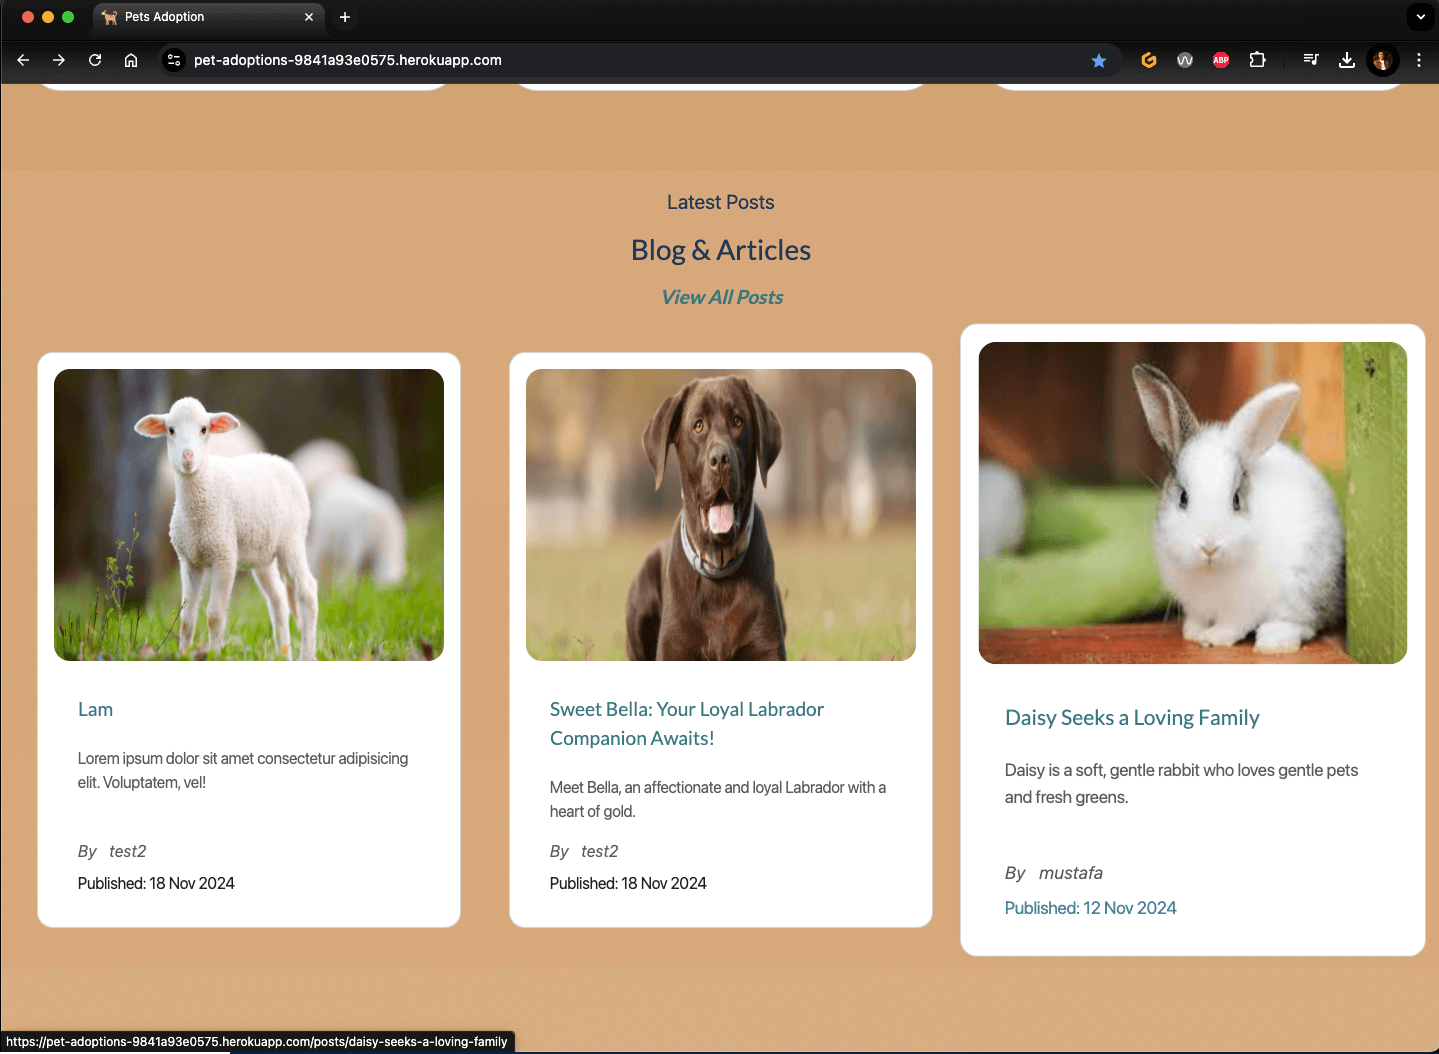 Pets Adoption
pet-adoptions-9841a93e0575.herokuapp.com
ABP
Latest Posts
Blog & Articles
View All Posts
Lam
Lorem ipsum dolor sit amet consectetur adipisicing
elit. Voluptatem, vel!
By test2
Published: 18 Nov 2024
Sweet Bella: Your Loyal Labrador
Companion Awaits!
Meet Bella, an affectionate and loyal Labrador with a
heart of gold.
By test2
Published: 18 Nov 2024
Daisy Seeks a Loving Family
Daisy is a soft, gentle rabbit who loves gentle pets
and fresh greens.
By mustafa
Published: 12 Nov 2024
https://pet-adoptions-9841a93e0575.herokuapp.com/posts/daisy-seeks-a-loving-family